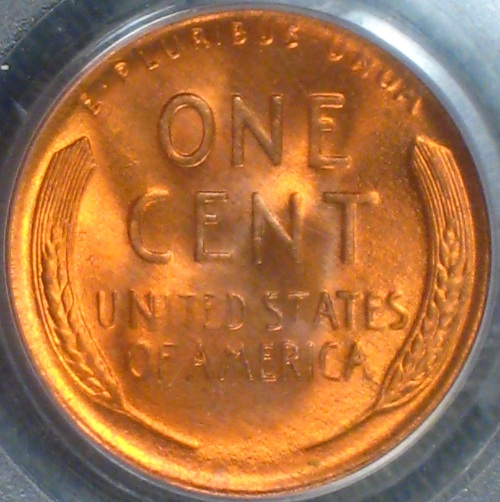 E·PLURIBUS·UNUM
ONE
CENT
UNITED STATES
OF AMERICA